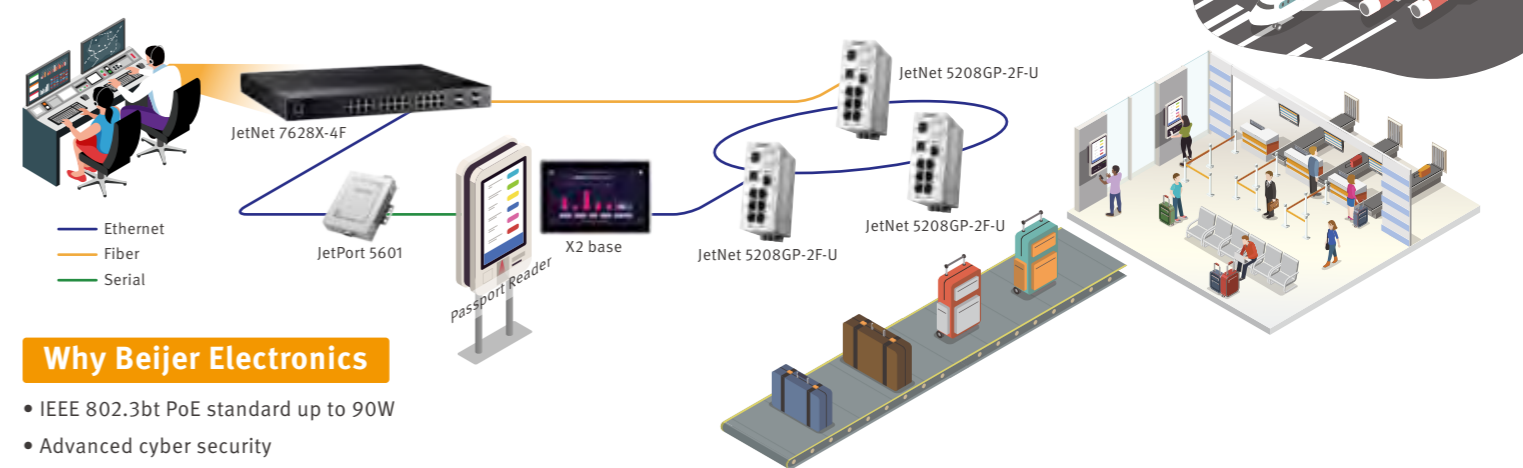 JetNet 5208GP-2F-U
JetNet 7628X-4F
JetNet 5208GP-2F-U
Ethernet
Fiber
Serial
JetPort 5601
Passport Reader
X2 base
JetNet 5208GP-2F-U
Why Beijer Electronics
• IEEE 802.3bt PoE standard up to 90W
• Advanced cyber security